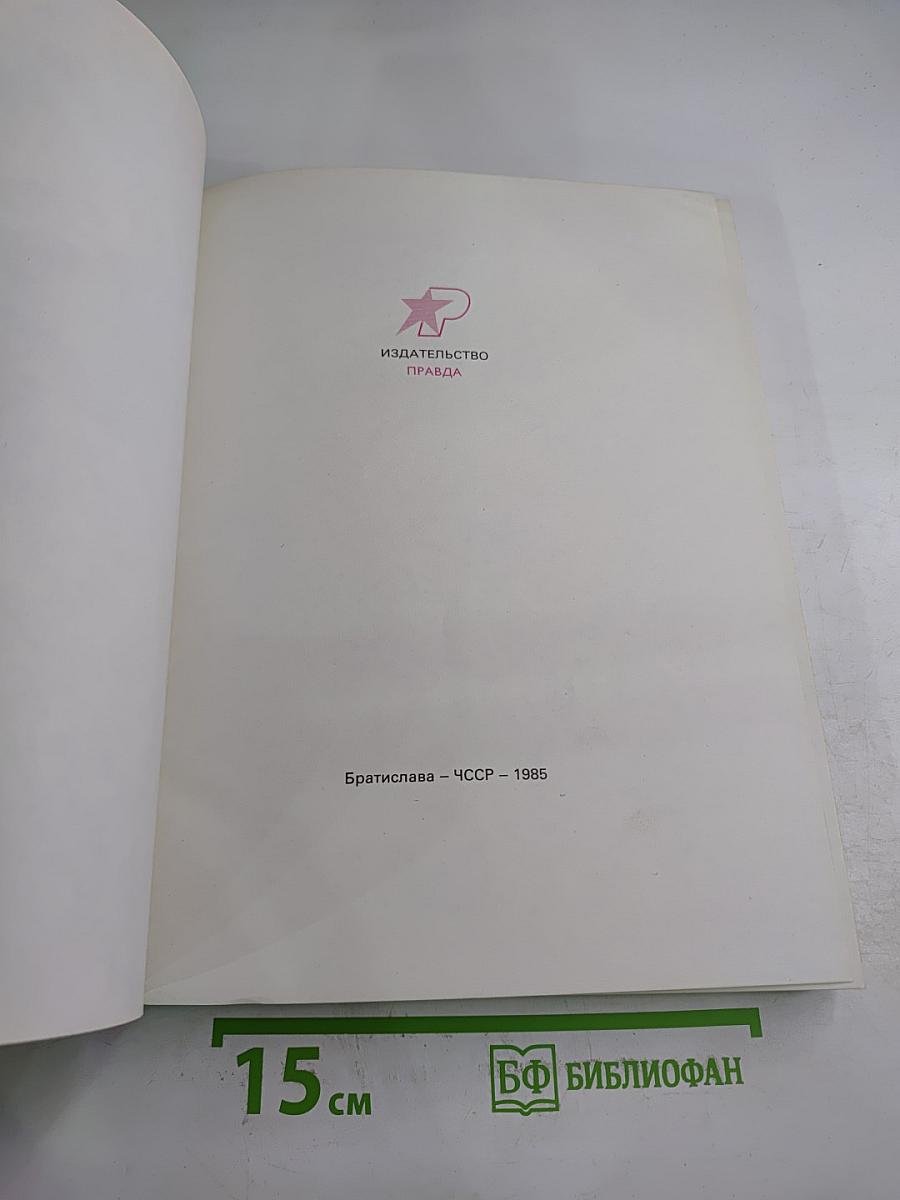 P
ИЗДАТЕЛЬСТВО
ПРАВДА
Братислава – ЧССР – 1985
15 см
БФ БИБЛИОФАН